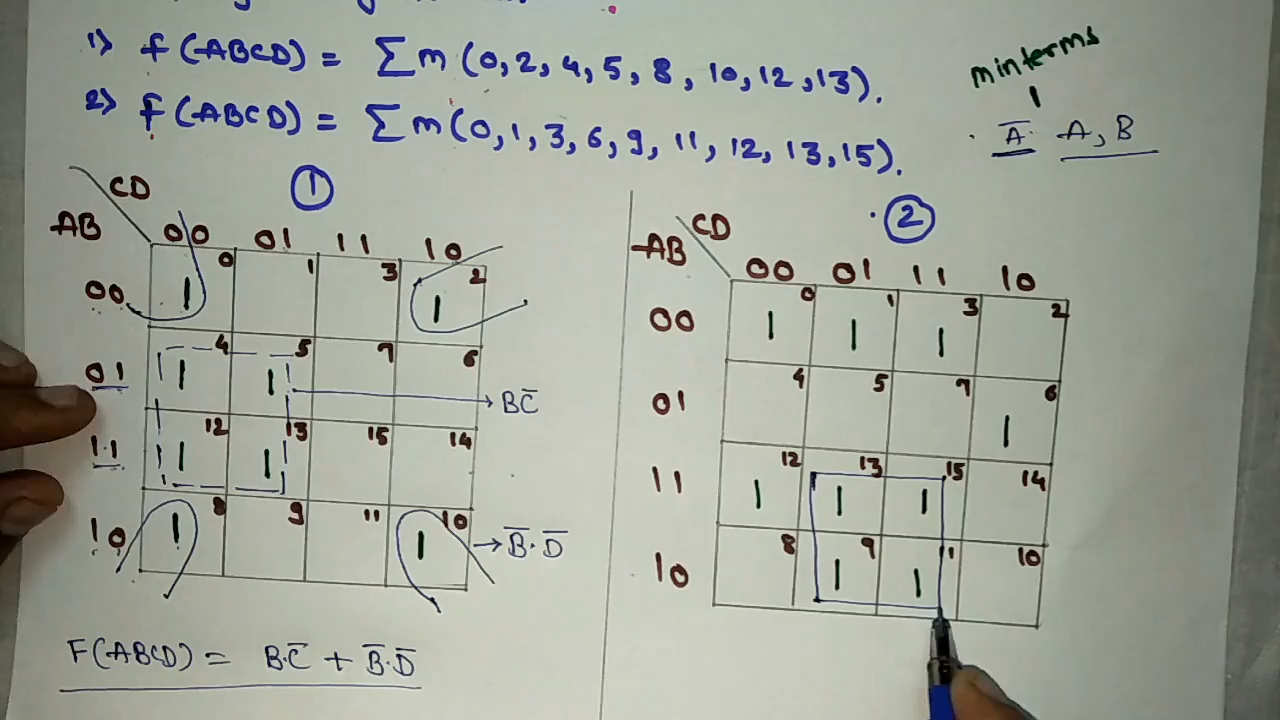 1) f(ABCD) = Σm(0,2,4,5,8,10,12,13).
2) f(ABCD) = Σm(0,1,3,6,9,11,12,13,15).
minterms
1
A̅ A,B
①
CD
AB
00 01 11 10
00 0 1 1 3 2 1
01 4 1 5 1 7 6
11 12 1 13 1 15 14
10 8 1 9 11 10 1
BC̅
B̅·D̅
F(ABCD) = B·C̅ + B̅·D̅
②
CD
AB
00 01 11 10
00 0 1 1 1 3 1 2
01 4 5 7 6 1
11 12 1 13 1 15 1 14
10 8 9 1 11 1 10